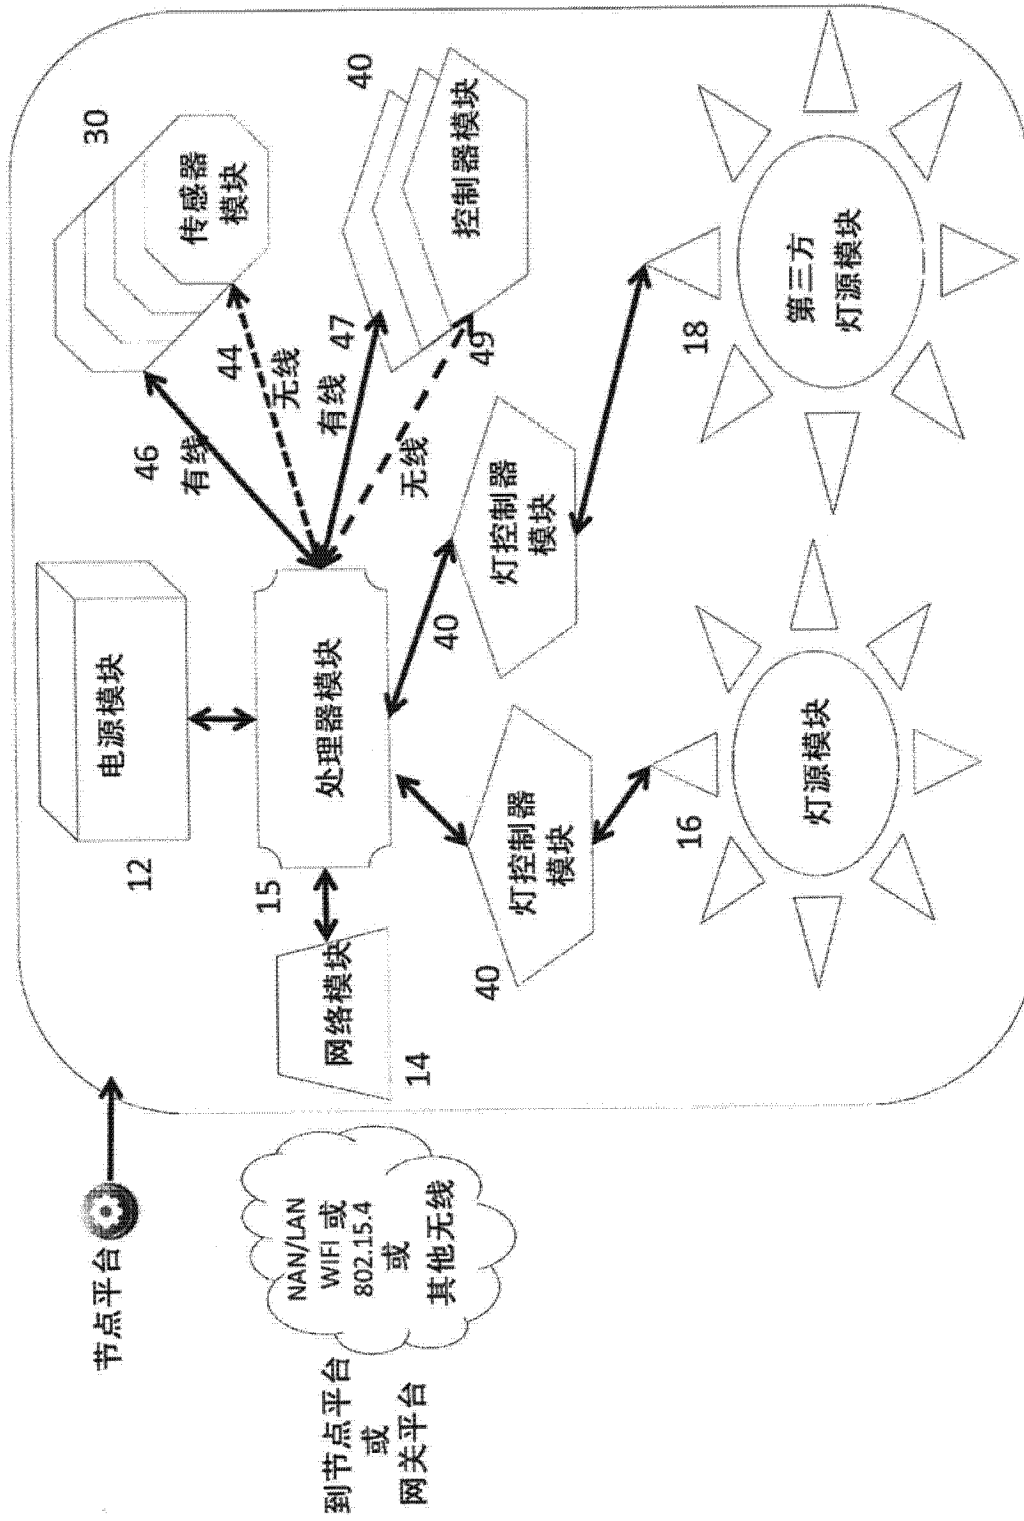 节点平台
电源模块
12
30
传感器
模块
46
有线
44
无线
15
处理器模块
网络模块
14
NAN/LAN
WIFI 或
802.15.4
或
其他无线
到节点平台
或
网关平台
47
有线
40
控制器模块
49
无线
40
灯控制器
模块
40
灯控制器
模块
16
灯源模块
18
第三方
灯源模块